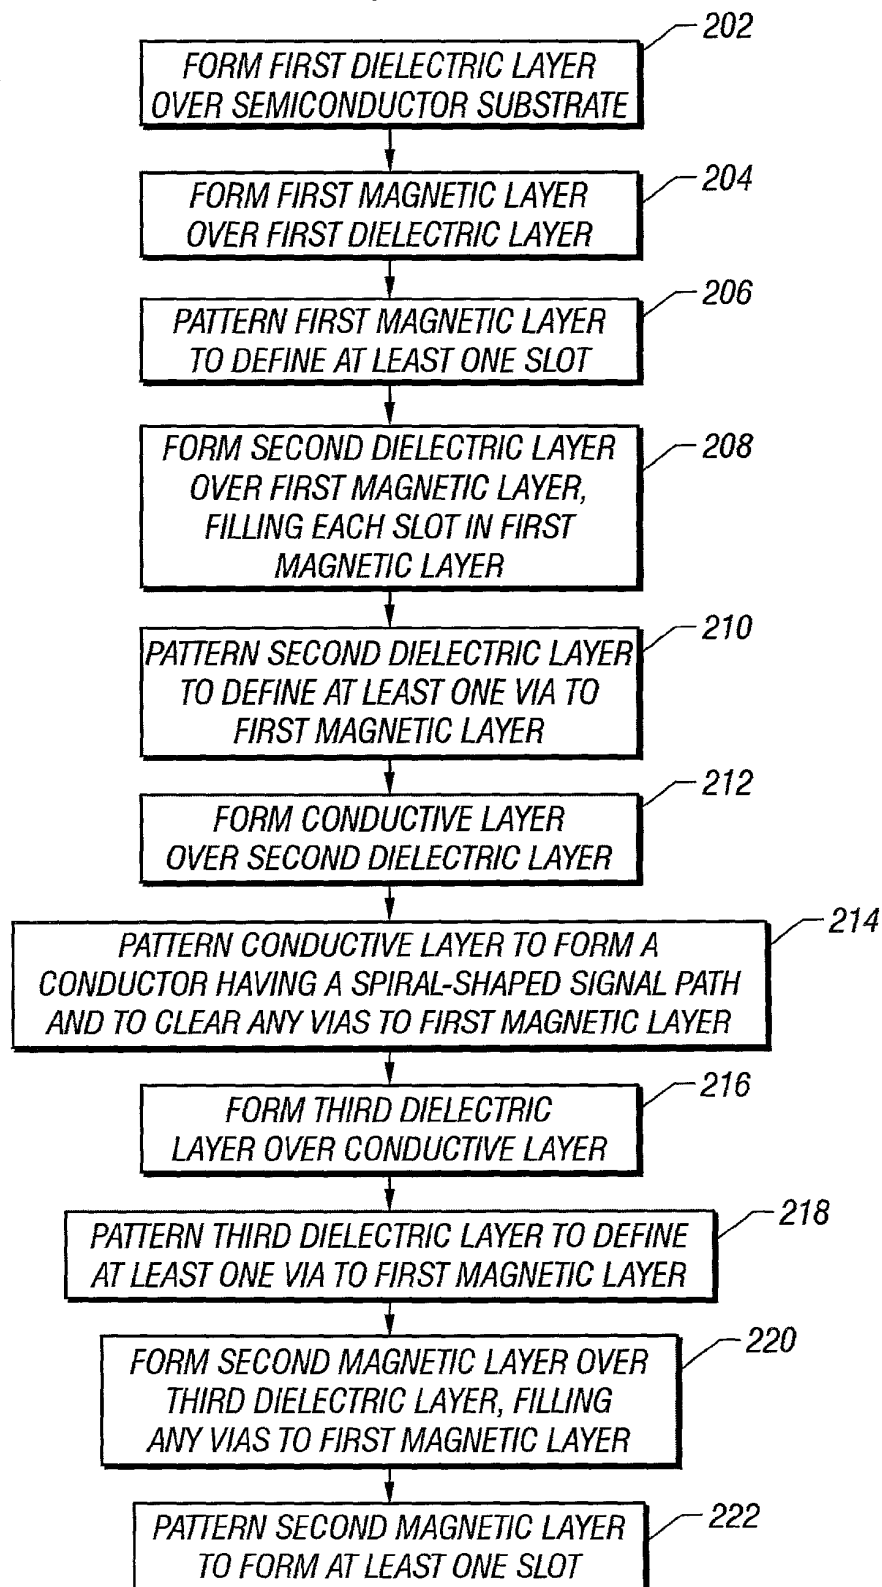 202
FORM FIRST DIELECTRIC LAYER
OVER SEMICONDUCTOR SUBSTRATE
204
FORM FIRST MAGNETIC LAYER
OVER FIRST DIELECTRIC LAYER
206
PATTERN FIRST MAGNETIC LAYER
TO DEFINE AT LEAST ONE SLOT
208
FORM SECOND DIELECTRIC LAYER
OVER FIRST MAGNETIC LAYER,
FILLING EACH SLOT IN FIRST
MAGNETIC LAYER
210
PATTERN SECOND DIELECTRIC LAYER
TO DEFINE AT LEAST ONE VIA TO
FIRST MAGNETIC LAYER
212
FORM CONDUCTIVE LAYER
OVER SECOND DIELECTRIC LAYER
214
PATTERN CONDUCTIVE LAYER TO FORM A
CONDUCTOR HAVING A SPIRAL-SHAPED SIGNAL PATH
AND TO CLEAR ANY VIAS TO FIRST MAGNETIC LAYER
216
FORM THIRD DIELECTRIC
LAYER OVER CONDUCTIVE LAYER
218
PATTERN THIRD DIELECTRIC LAYER TO DEFINE
AT LEAST ONE VIA TO FIRST MAGNETIC LAYER
220
FORM SECOND MAGNETIC LAYER OVER
THIRD DIELECTRIC LAYER, FILLING
ANY VIAS TO FIRST MAGNETIC LAYER
222
PATTERN SECOND MAGNETIC LAYER
TO FORM AT LEAST ONE SLOT